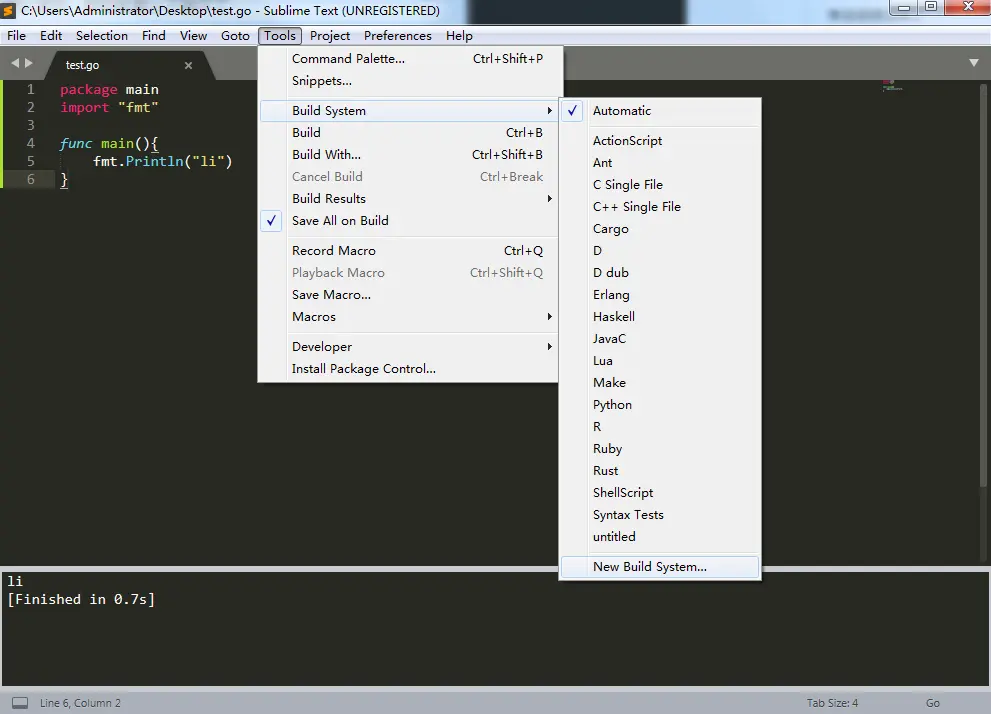 C:\Users\Administrator\Desktop\test.go - Sublime Text (UNREGISTERED)
File Edit Selection Find View Goto Tools Project Preferences Help
test.go
1 package main
2 import "fmt"
3
4 func main(){
5 fmt.Println("li")
6 }
Command Palette... Ctrl+Shift+P
Snippets...
Build System
Build Ctrl+B
Build With... Ctrl+Shift+B
Cancel Build Ctrl+Break
Build Results
Save All on Build
Record Macro Ctrl+Q
Playback Macro Ctrl+Shift+Q
Save Macro...
Macros
Developer
Install Package Control...
Automatic
ActionScript
Ant
C Single File
C++ Single File
Cargo
D
D dub
Erlang
Haskell
JavaC
Lua
Make
Python
R
Ruby
Rust
ShellScript
Syntax Tests
untitled
New Build System...
li
[Finished in 0.7s]
Line 6, Column 2 Tab Size: 4 Go